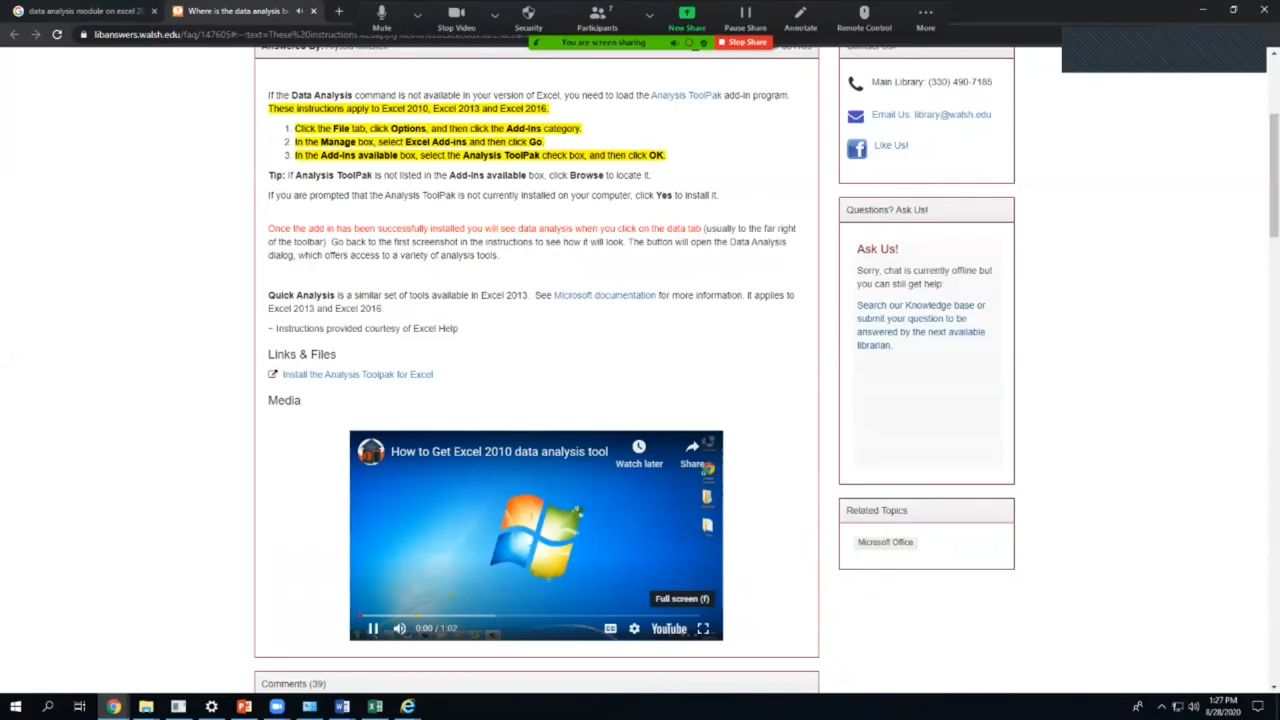 data analysis module on excel 20
Where is the data analysis b
Mute
Stop Video
Security
7
Participants
New Share
Pause Share
Annotate
Remote Control
More
You are screen sharing
Stop Share
Answered By:
If the Data Analysis command is not available in your version of Excel, you need to load the Analysis ToolPak add-in program.
These instructions apply to Excel 2010, Excel 2013 and Excel 2016.
1. Click the File tab, click Options, and then click the Add-Ins category.
2. In the Manage box, select Excel Add-ins and then click Go.
3. In the Add-Ins available box, select the Analysis ToolPak check box, and then click OK.
Tip: If Analysis ToolPak is not listed in the Add-Ins available box, click Browse to locate it.
If you are prompted that the Analysis ToolPak is not currently installed on your computer, click Yes to install it.
Once the add in has been successfully installed you will see data analysis when you click on the data tab (usually to the far right
of the toolbar). Go back to the first screenshot in the instructions to see how it will look. The button will open the Data Analysis
dialog, which offers access to a variety of analysis tools.
Quick Analysis is a similar set of tools available in Excel 2013. See Microsoft documentation for more information. It applies to
Excel 2013 and Excel 2016.
~ Instructions provided courtesy of Excel Help
Links & Files
Install the Analysis Toolpak for Excel
Media
How to Get Excel 2010 data analysis tool
Watch later
Share
Full screen (f)
0:00 / 1:02
CC
YouTube
Comments (39)
Contact Us!
Main Library: (330) 490-7185
Email Us: library@walsh.edu
Like Us!
Questions? Ask Us!
Ask Us!
Sorry, chat is currently offline but
you can still get help:
Search our Knowledge base or
submit your question to be
answered by the next available
librarian.
Related Topics
Microsoft Office
1:27 PM
8/28/2020